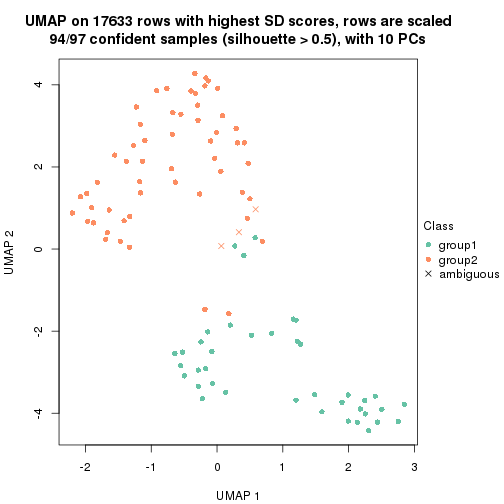 UMAP on 17633 rows with highest SD scores, rows are scaled
94/97 confident samples (silhouette > 0.5), with 10 PCs
4
2
0
-2
-4
UMAP 2
Class
group1
group2
ambiguous
-2
-1
0
1
2
3
UMAP 1